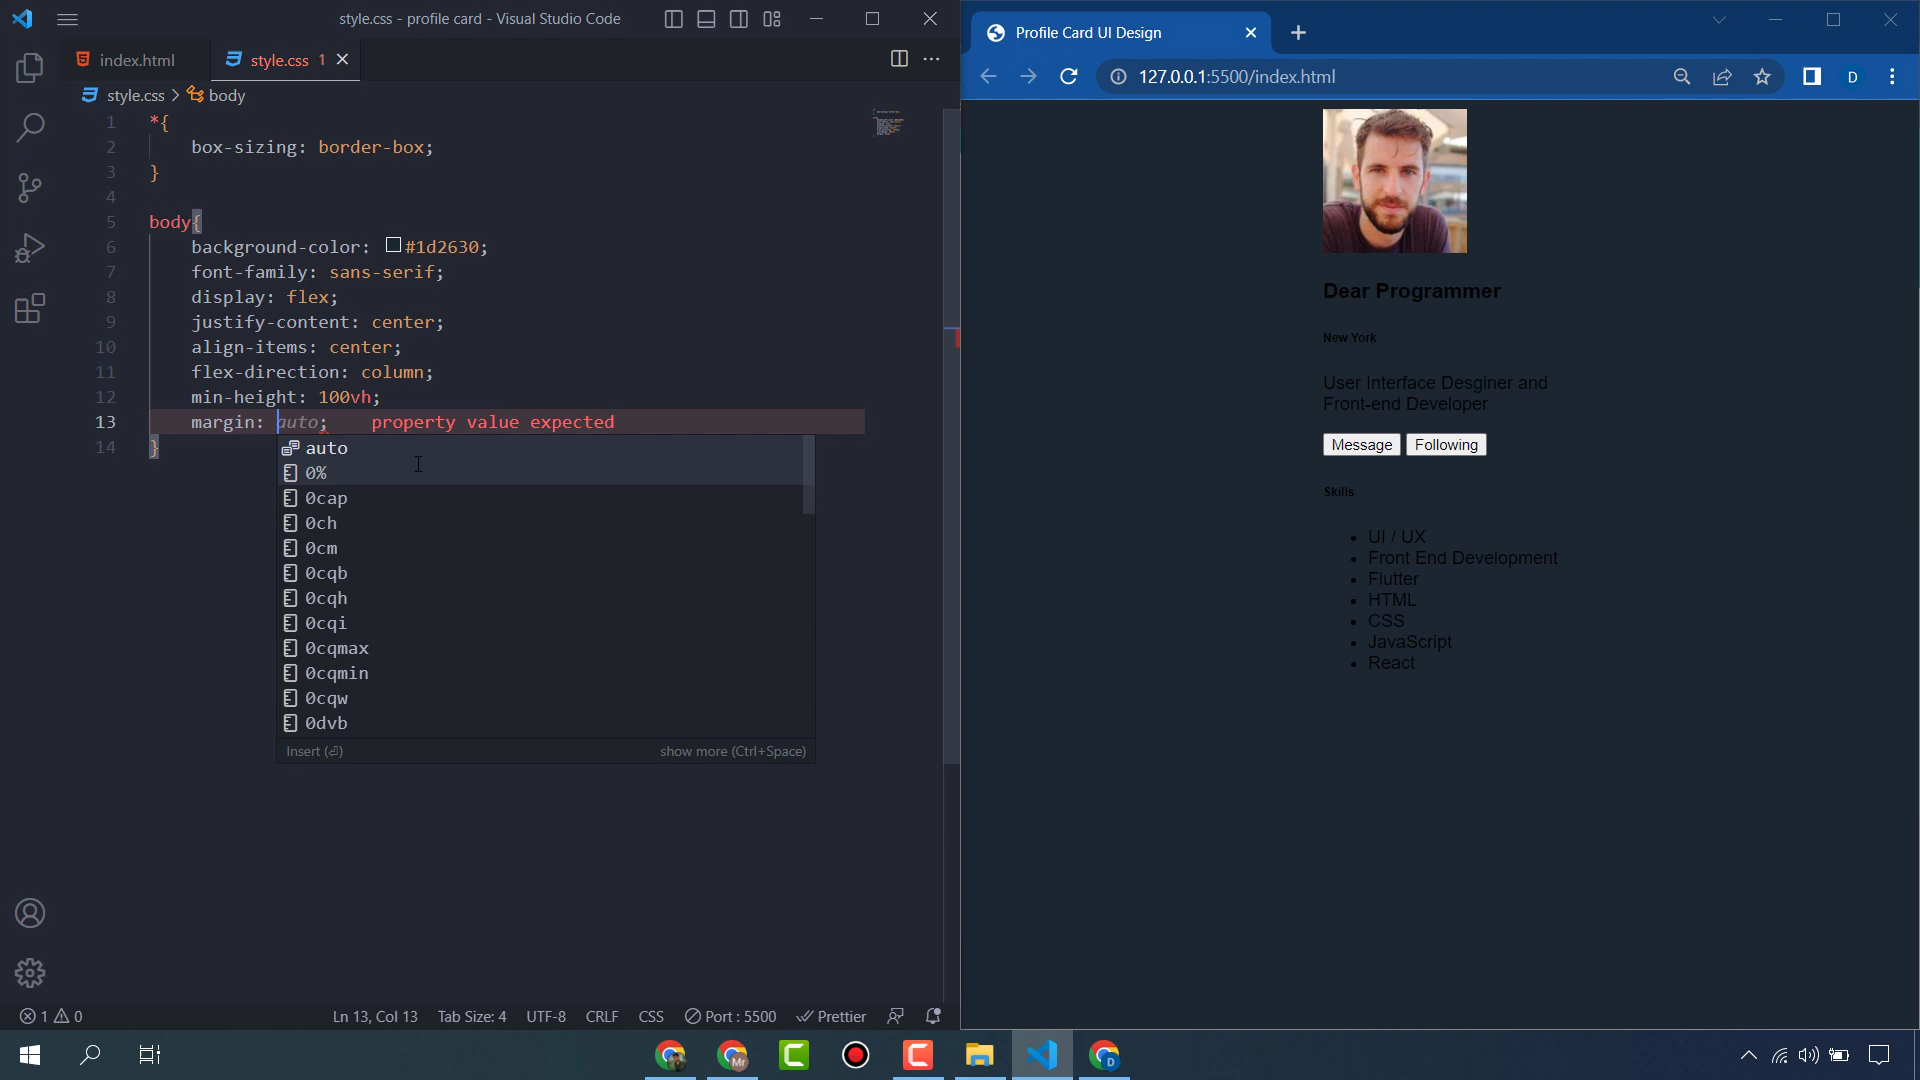 style.css - profile card - Visual Studio Code
index.html
style.css 1
style.css > body
1 *{
2 box-sizing: border-box;
3 }
4
5 body{
6 background-color: #1d2630;
7 font-family: sans-serif;
8 display: flex;
9 justify-content: center;
10 align-items: center;
11 flex-direction: column;
12 min-height: 100vh;
13 margin: auto; property value expected
14 }
auto
0%
0cap
0ch
0cm
0cqb
0cqh
0cqi
0cqmax
0cqmin
0cqw
0dvb
Insert (⏎) show more (Ctrl+Space)
1 0 Ln 13, Col 13 Tab Size: 4 UTF-8 CRLF CSS Port : 5500 Prettier
Profile Card UI Design
127.0.0.1:5500/index.html
D
Dear Programmer
New York
User Interface Desginer and
Front-end Developer
Message Following
Skills
• UI / UX
• Front End Development
• Flutter
• HTML
• CSS
• JavaScript
• React
Mr
D